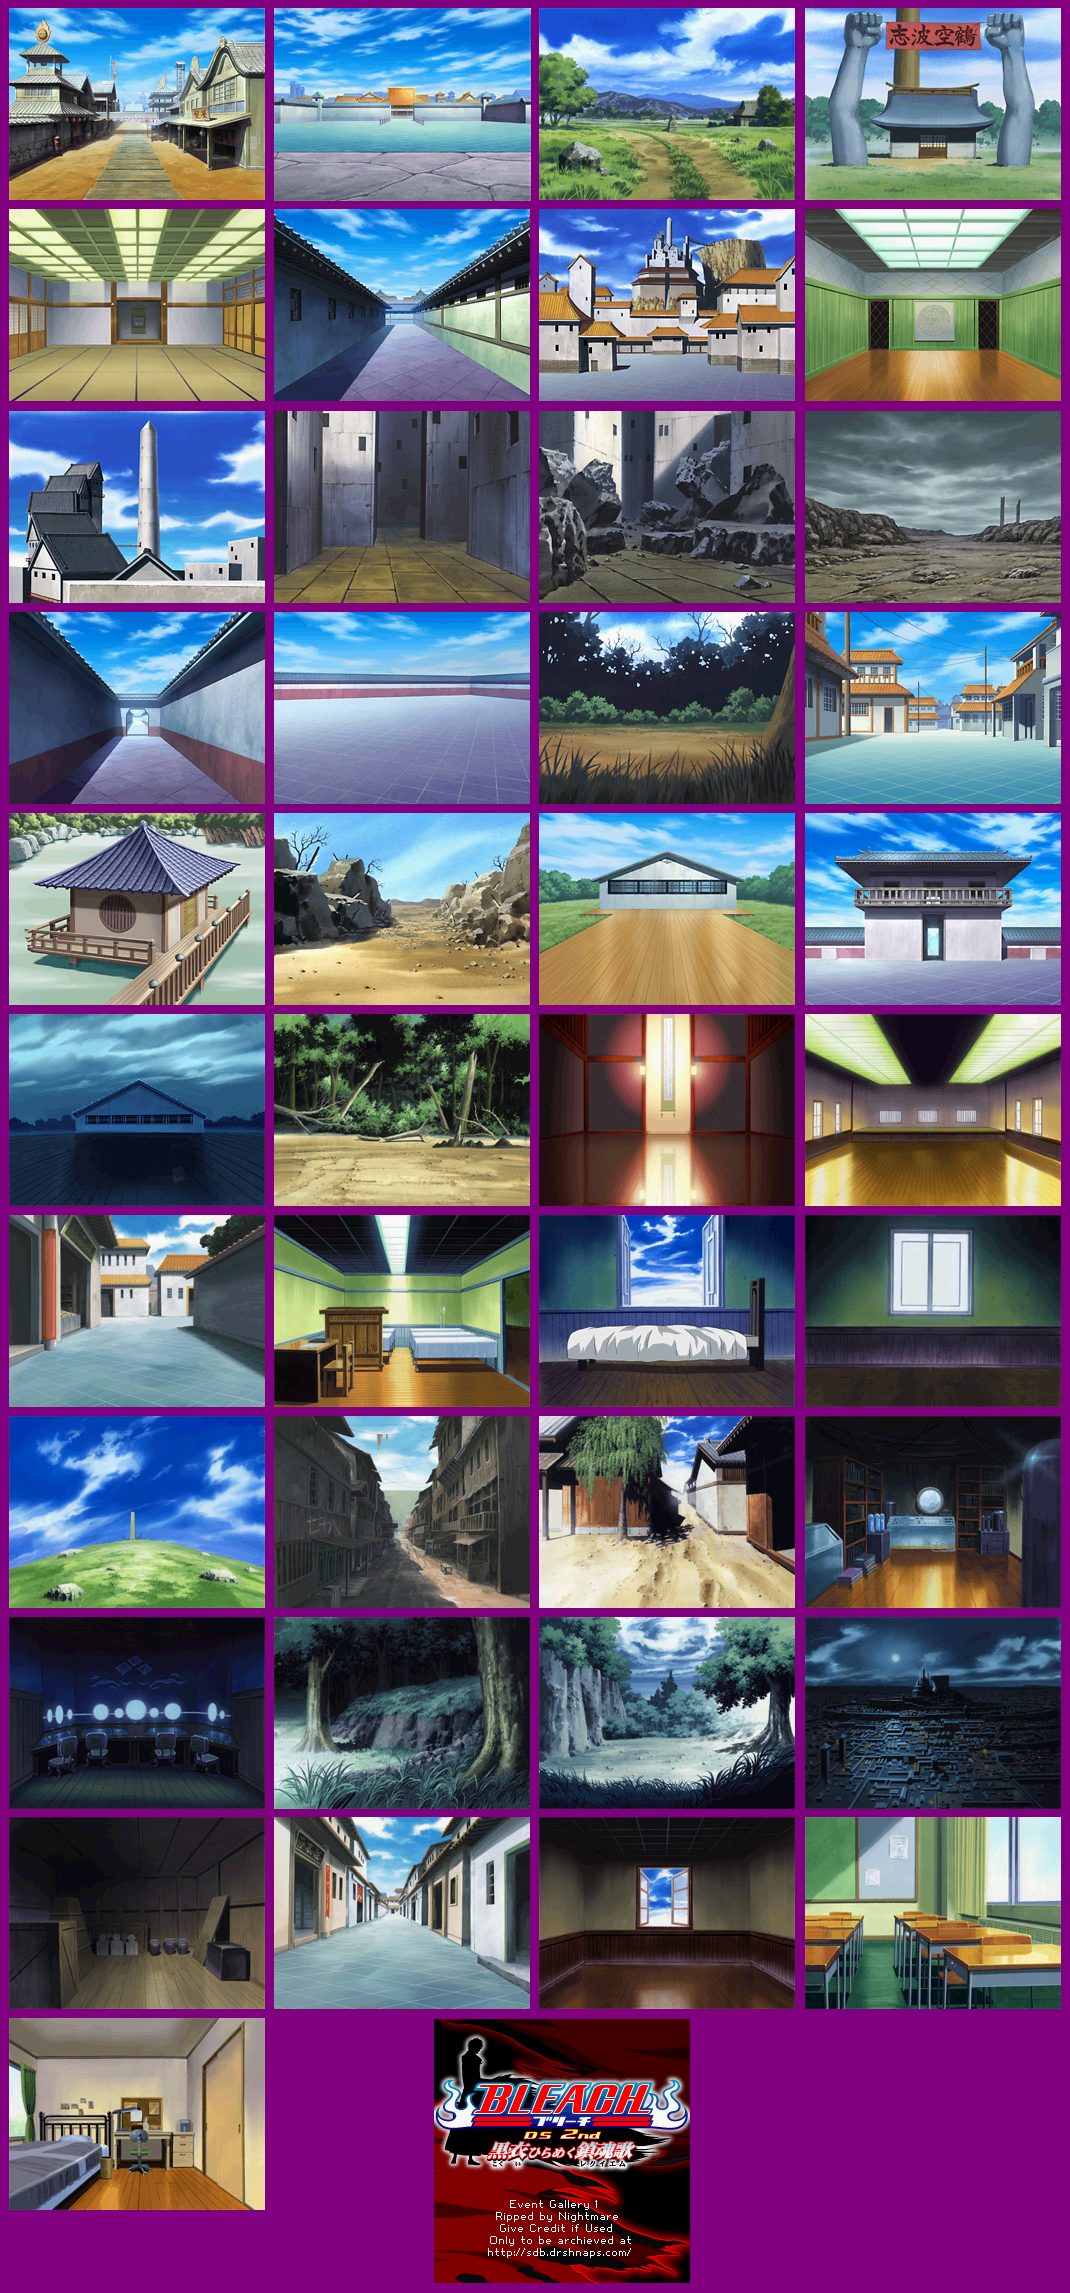 志波空鶴
BLEACH
ブリーチ
DS 2nd
黒衣ひらめく鎮魂歌
こくい レクイエム
Event Gallery 1
Ripped by Nightmare
Give Credit if Used
Only to be archieved at
http://sdb.drshnaps.com/